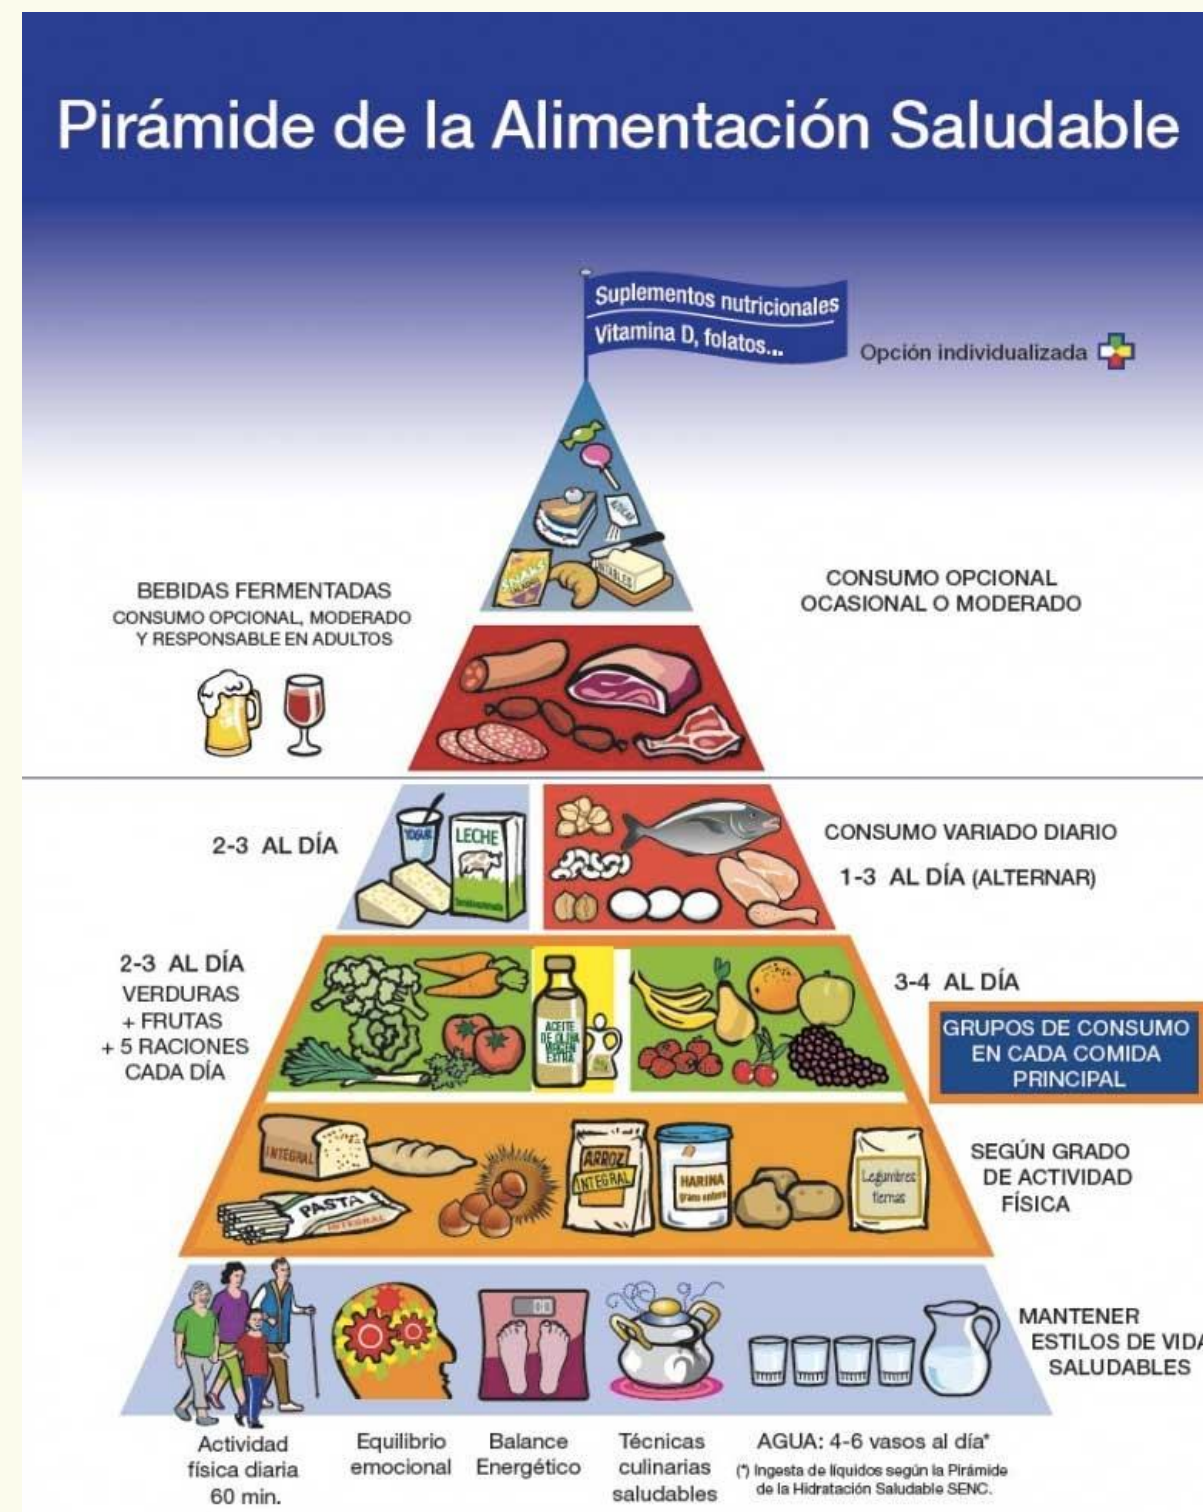 Pirámide de la Alimentación Saludable
Suplementos nutricionales
Vitamina D, folatos...
Opción individualizada
AZÚCAR
SNAKS
UNTABLES
BEBIDAS FERMENTADAS
CONSUMO OPCIONAL, MODERADO
Y RESPONSABLE EN ADULTOS
CONSUMO OPCIONAL
OCASIONAL O MODERADO
2-3 AL DÍA
YOGUR
LECHE
CONSUMO VARIADO DIARIO
1-3 AL DÍA (ALTERNAR)
2-3 AL DÍA
VERDURAS
+ FRUTAS
+ 5 RACIONES
CADA DÍA
ACEITE
DE OLIVA
VIRGEN
EXTRA
3-4 AL DÍA
GRUPOS DE CONSUMO
EN CADA COMIDA
PRINCIPAL
INTEGRAL
PASTA
INTEGRAL
ARROZ
INTEGRAL
HARINA
Grano entero
Legumbres
tiernas
SEGÚN GRADO
DE ACTIVIDAD
FÍSICA
MANTENER
ESTILOS DE VIDA
SALUDABLES
Actividad
física diaria
60 min.
Equilibrio
emocional
Balance
Energético
Técnicas
culinarias
saludables
AGUA: 4-6 vasos al día*
(*) Ingesta de líquidos según la Pirámide
de la Hidratación Saludable SENC.